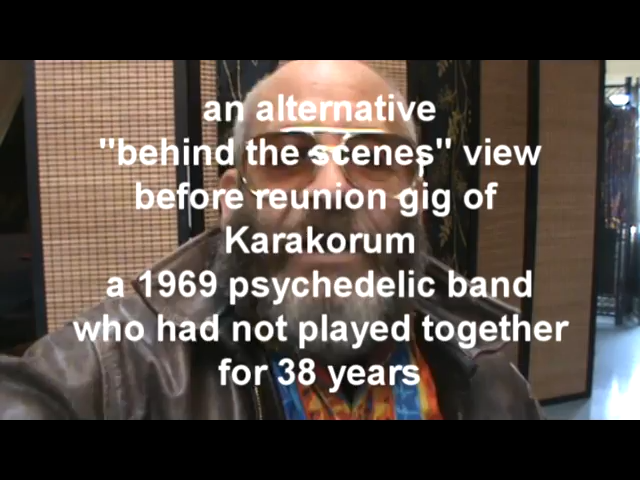 an alternative
"behind the scenes" view
before reunion gig of
Karakorum
a 1969 psychedelic band
who had not played together
for 38 years